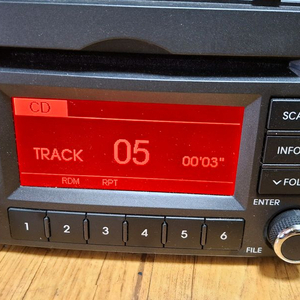 CD
TRACK 05 00'03"
RDM RPT
SCA
INFO
FOL
ENTER
1 2 3 4 5 6
FILE